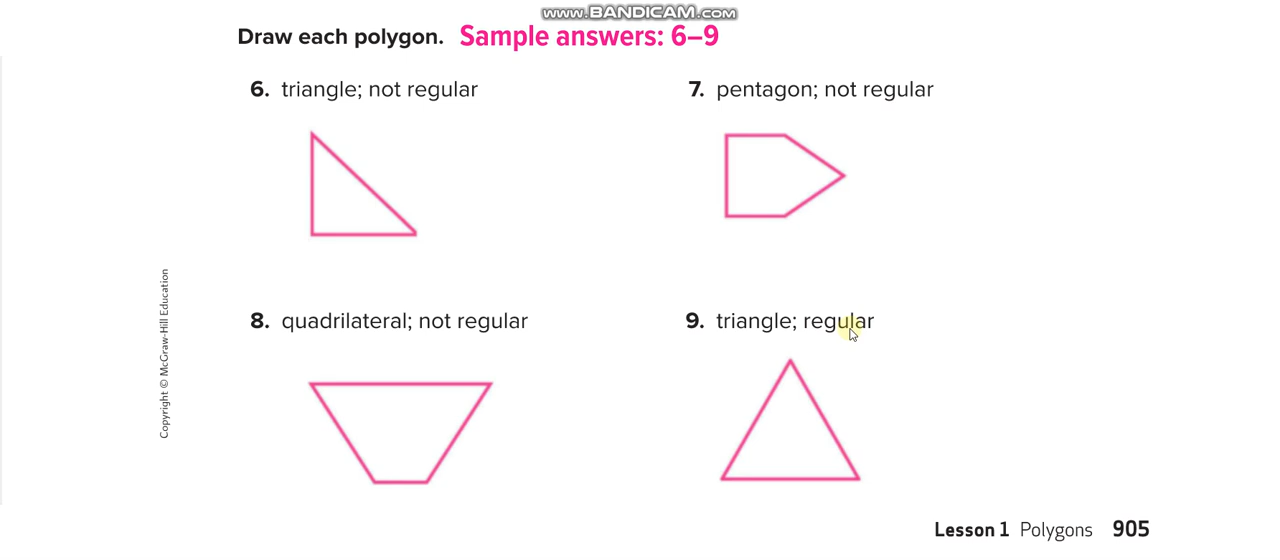 www.BANDICAM.com
Draw each polygon. Sample answers: 6–9
6. triangle; not regular
7. pentagon; not regular
8. quadrilateral; not regular
9. triangle; regular
Copyright © McGraw-Hill Education
Lesson 1 Polygons 905